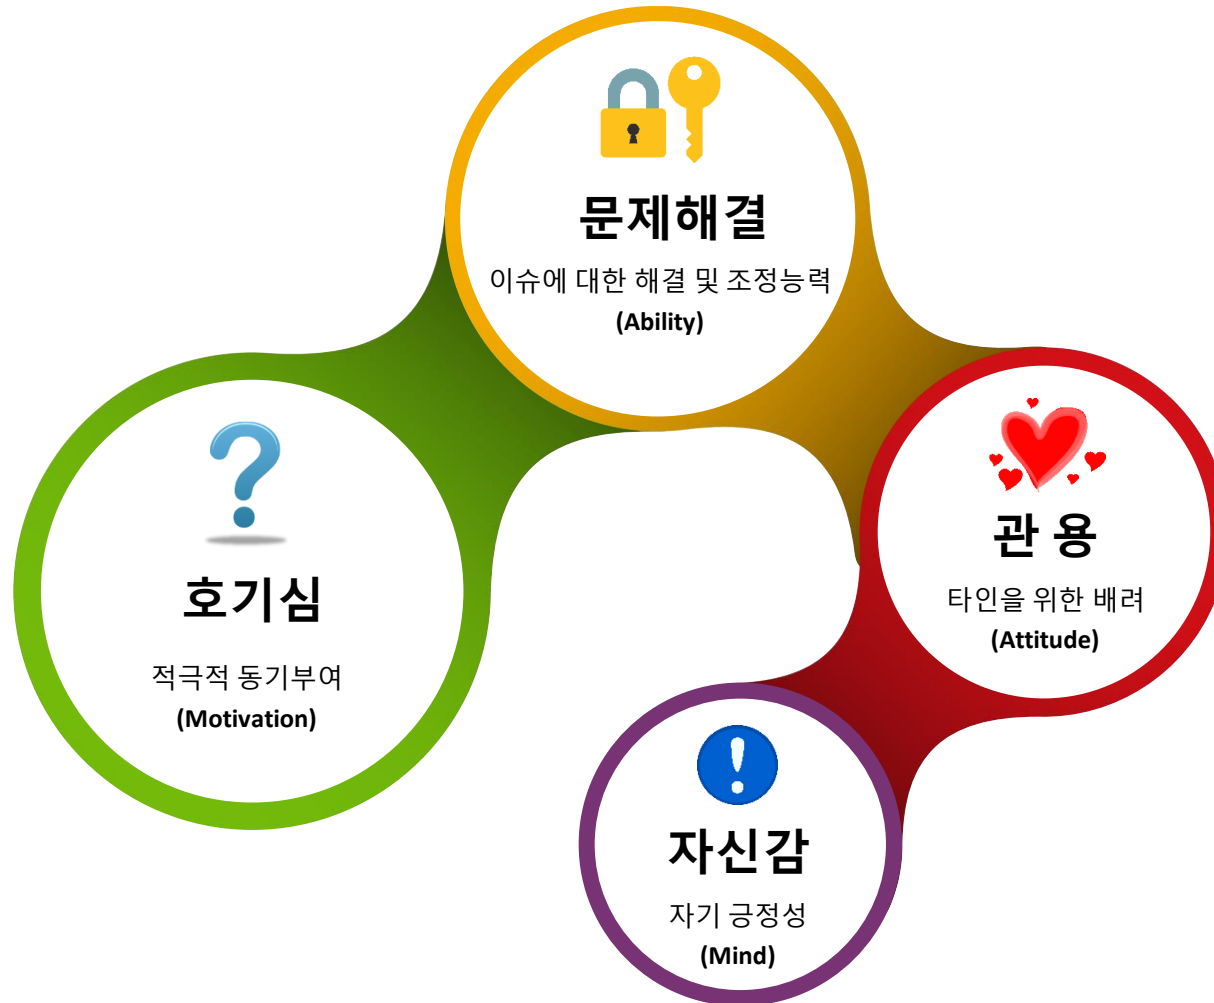 문제해결
이슈에 대한 해결 및 조정능력
(Ability)
호기심
적극적 동기부여
(Motivation)
관 용
타인을 위한 배려
(Attitude)
자신감
자기 긍정성
(Mind)